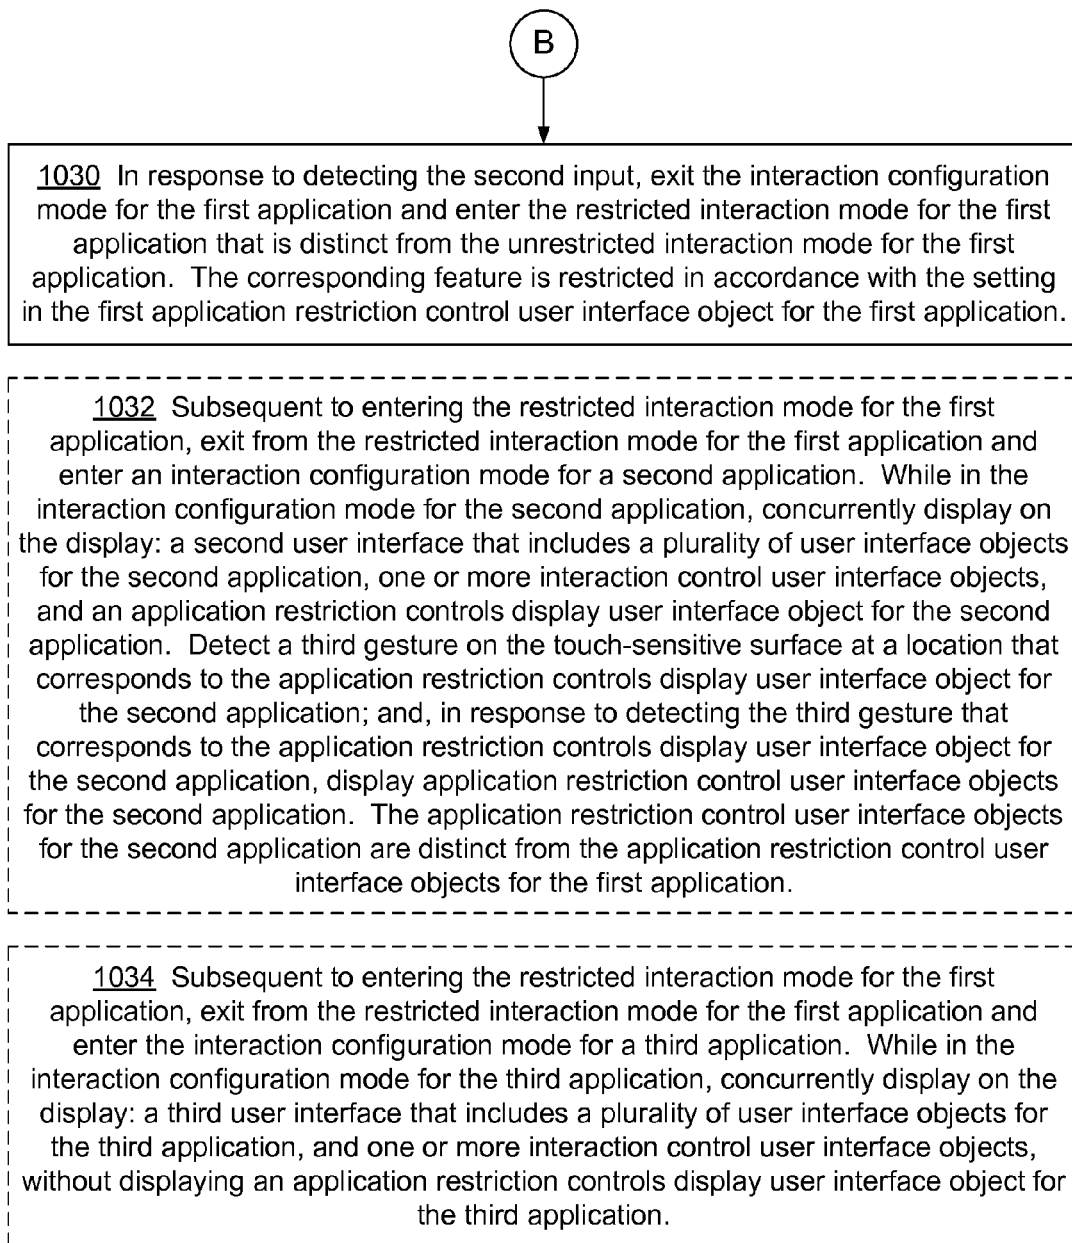 B
1030 In response to detecting the second input, exit the interaction configuration
mode for the first application and enter the restricted interaction mode for the first
application that is distinct from the unrestricted interaction mode for the first
application. The corresponding feature is restricted in accordance with the setting
in the first application restriction control user interface object for the first application.
1032 Subsequent to entering the restricted interaction mode for the first
application, exit from the restricted interaction mode for the first application and
enter an interaction configuration mode for a second application. While in the
interaction configuration mode for the second application, concurrently display on
the display: a second user interface that includes a plurality of user interface objects
for the second application, one or more interaction control user interface objects,
and an application restriction controls display user interface object for the second
application. Detect a third gesture on the touch-sensitive surface at a location that
corresponds to the application restriction controls display user interface object for
the second application; and, in response to detecting the third gesture that
corresponds to the application restriction controls display user interface object for
the second application, display application restriction control user interface objects
for the second application. The application restriction control user interface objects
for the second application are distinct from the application restriction control user
interface objects for the first application.
1034 Subsequent to entering the restricted interaction mode for the first
application, exit from the restricted interaction mode for the first application and
enter the interaction configuration mode for a third application. While in the
interaction configuration mode for the third application, concurrently display on the
display: a third user interface that includes a plurality of user interface objects for
the third application, and one or more interaction control user interface objects,
without displaying an application restriction controls display user interface object for
the third application.